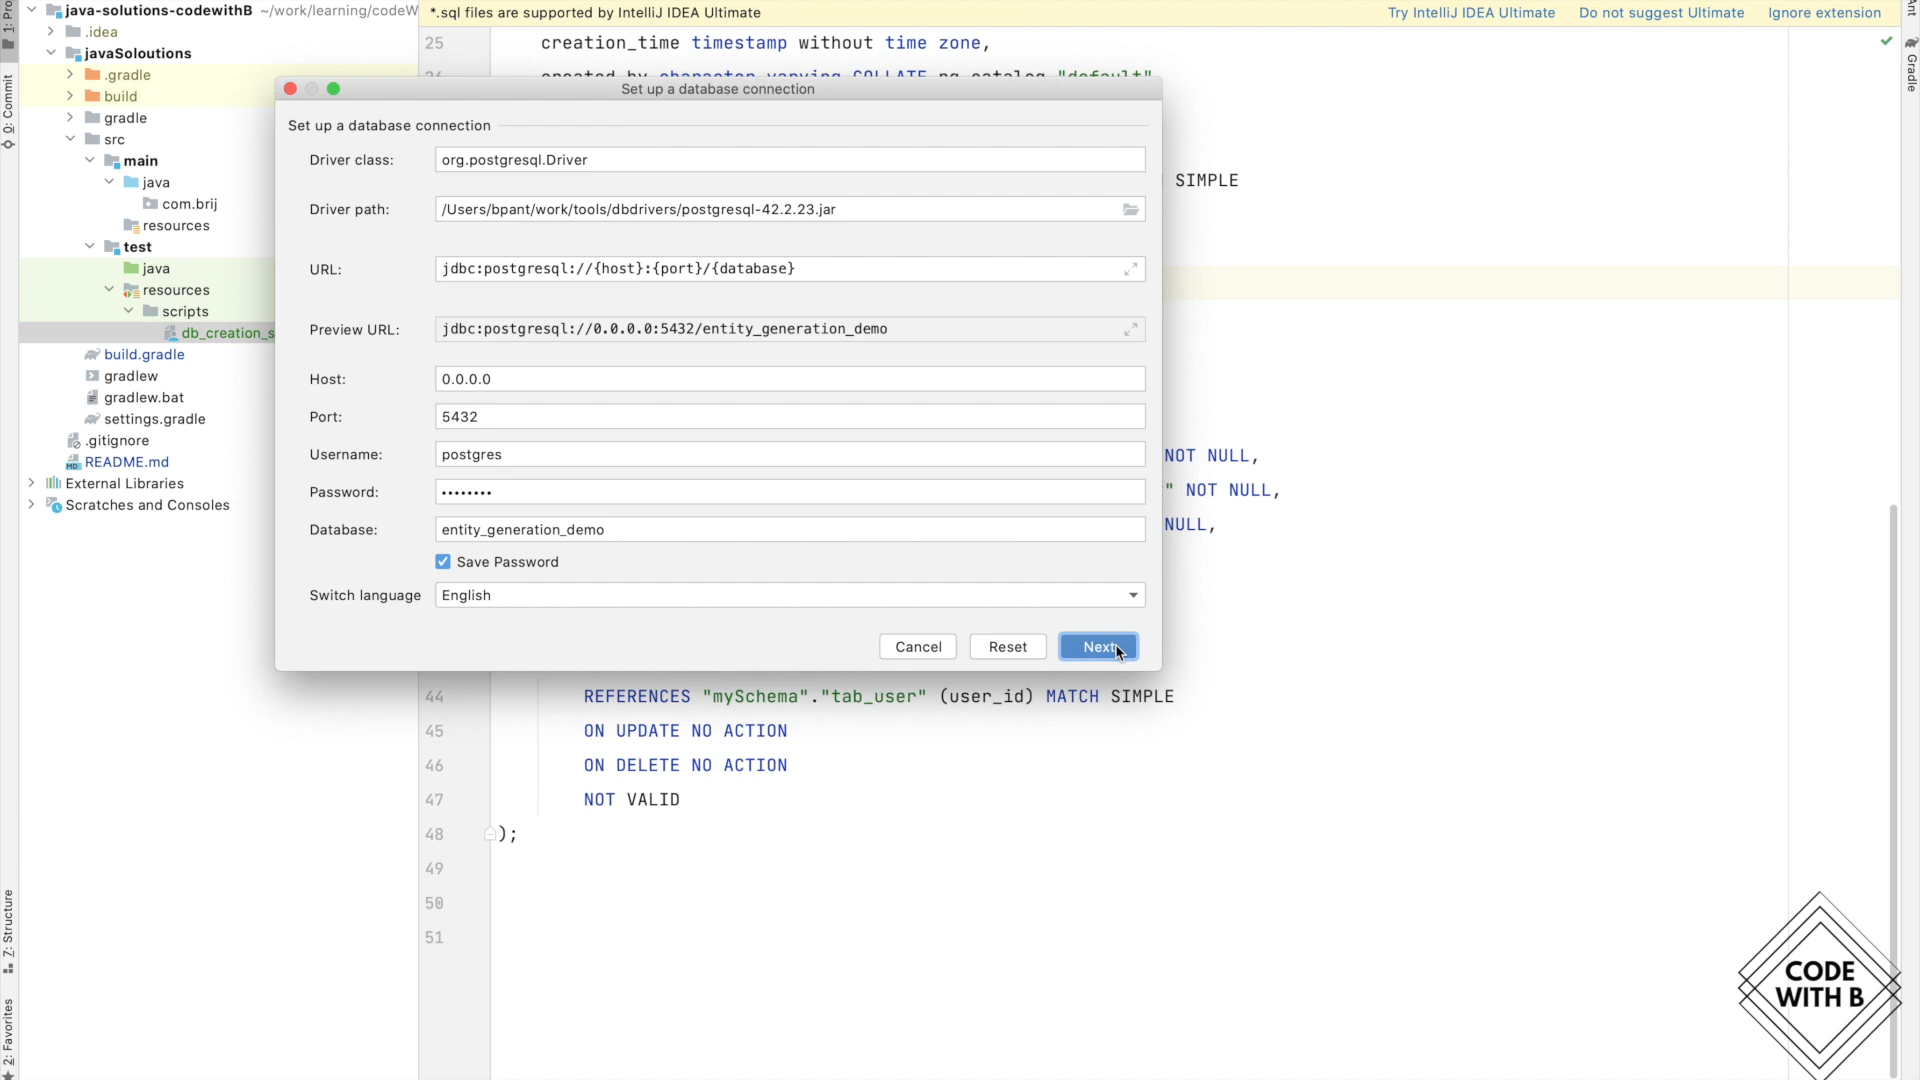 java-solutions-codewithB ~/work/learning/codeW
*.sql files are supported by IntelliJ IDEA Ultimate
Try IntelliJ IDEA Ultimate
Do not suggest Ultimate
Ignore extension
1: Pro
0: Commit
Z: Structure
2: Favorites
Ant
Gradle
.idea
javaSoloutions
.gradle
build
gradle
src
main
java
com.brij
resources
test
java
resources
scripts
db_creation_s
build.gradle
gradlew
gradlew.bat
settings.gradle
.gitignore
README.md
External Libraries
Scratches and Consoles
25 creation_time timestamp without time zone,
created_by character varying COLLATE pg_catalog."default"
SIMPLE
NOT NULL,
" NOT NULL,
NULL,
Set up a database connection
Set up a database connection
Driver class: org.postgresql.Driver
Driver path: /Users/bpant/work/tools/dbdrivers/postgresql-42.2.23.jar
URL: jdbc:postgresql://{host}:{port}/{database}
Preview URL: jdbc:postgresql://0.0.0.0:5432/entity_generation_demo
Host: 0.0.0.0
Port: 5432
Username: postgres
Password: ••••••••
Database: entity_generation_demo
Save Password
Switch language English
Cancel
Reset
Next
44 REFERENCES "mySchema"."tab_user" (user_id) MATCH SIMPLE
45 ON UPDATE NO ACTION
46 ON DELETE NO ACTION
47 NOT VALID
48 );
49
50
51
CODE
WITH B